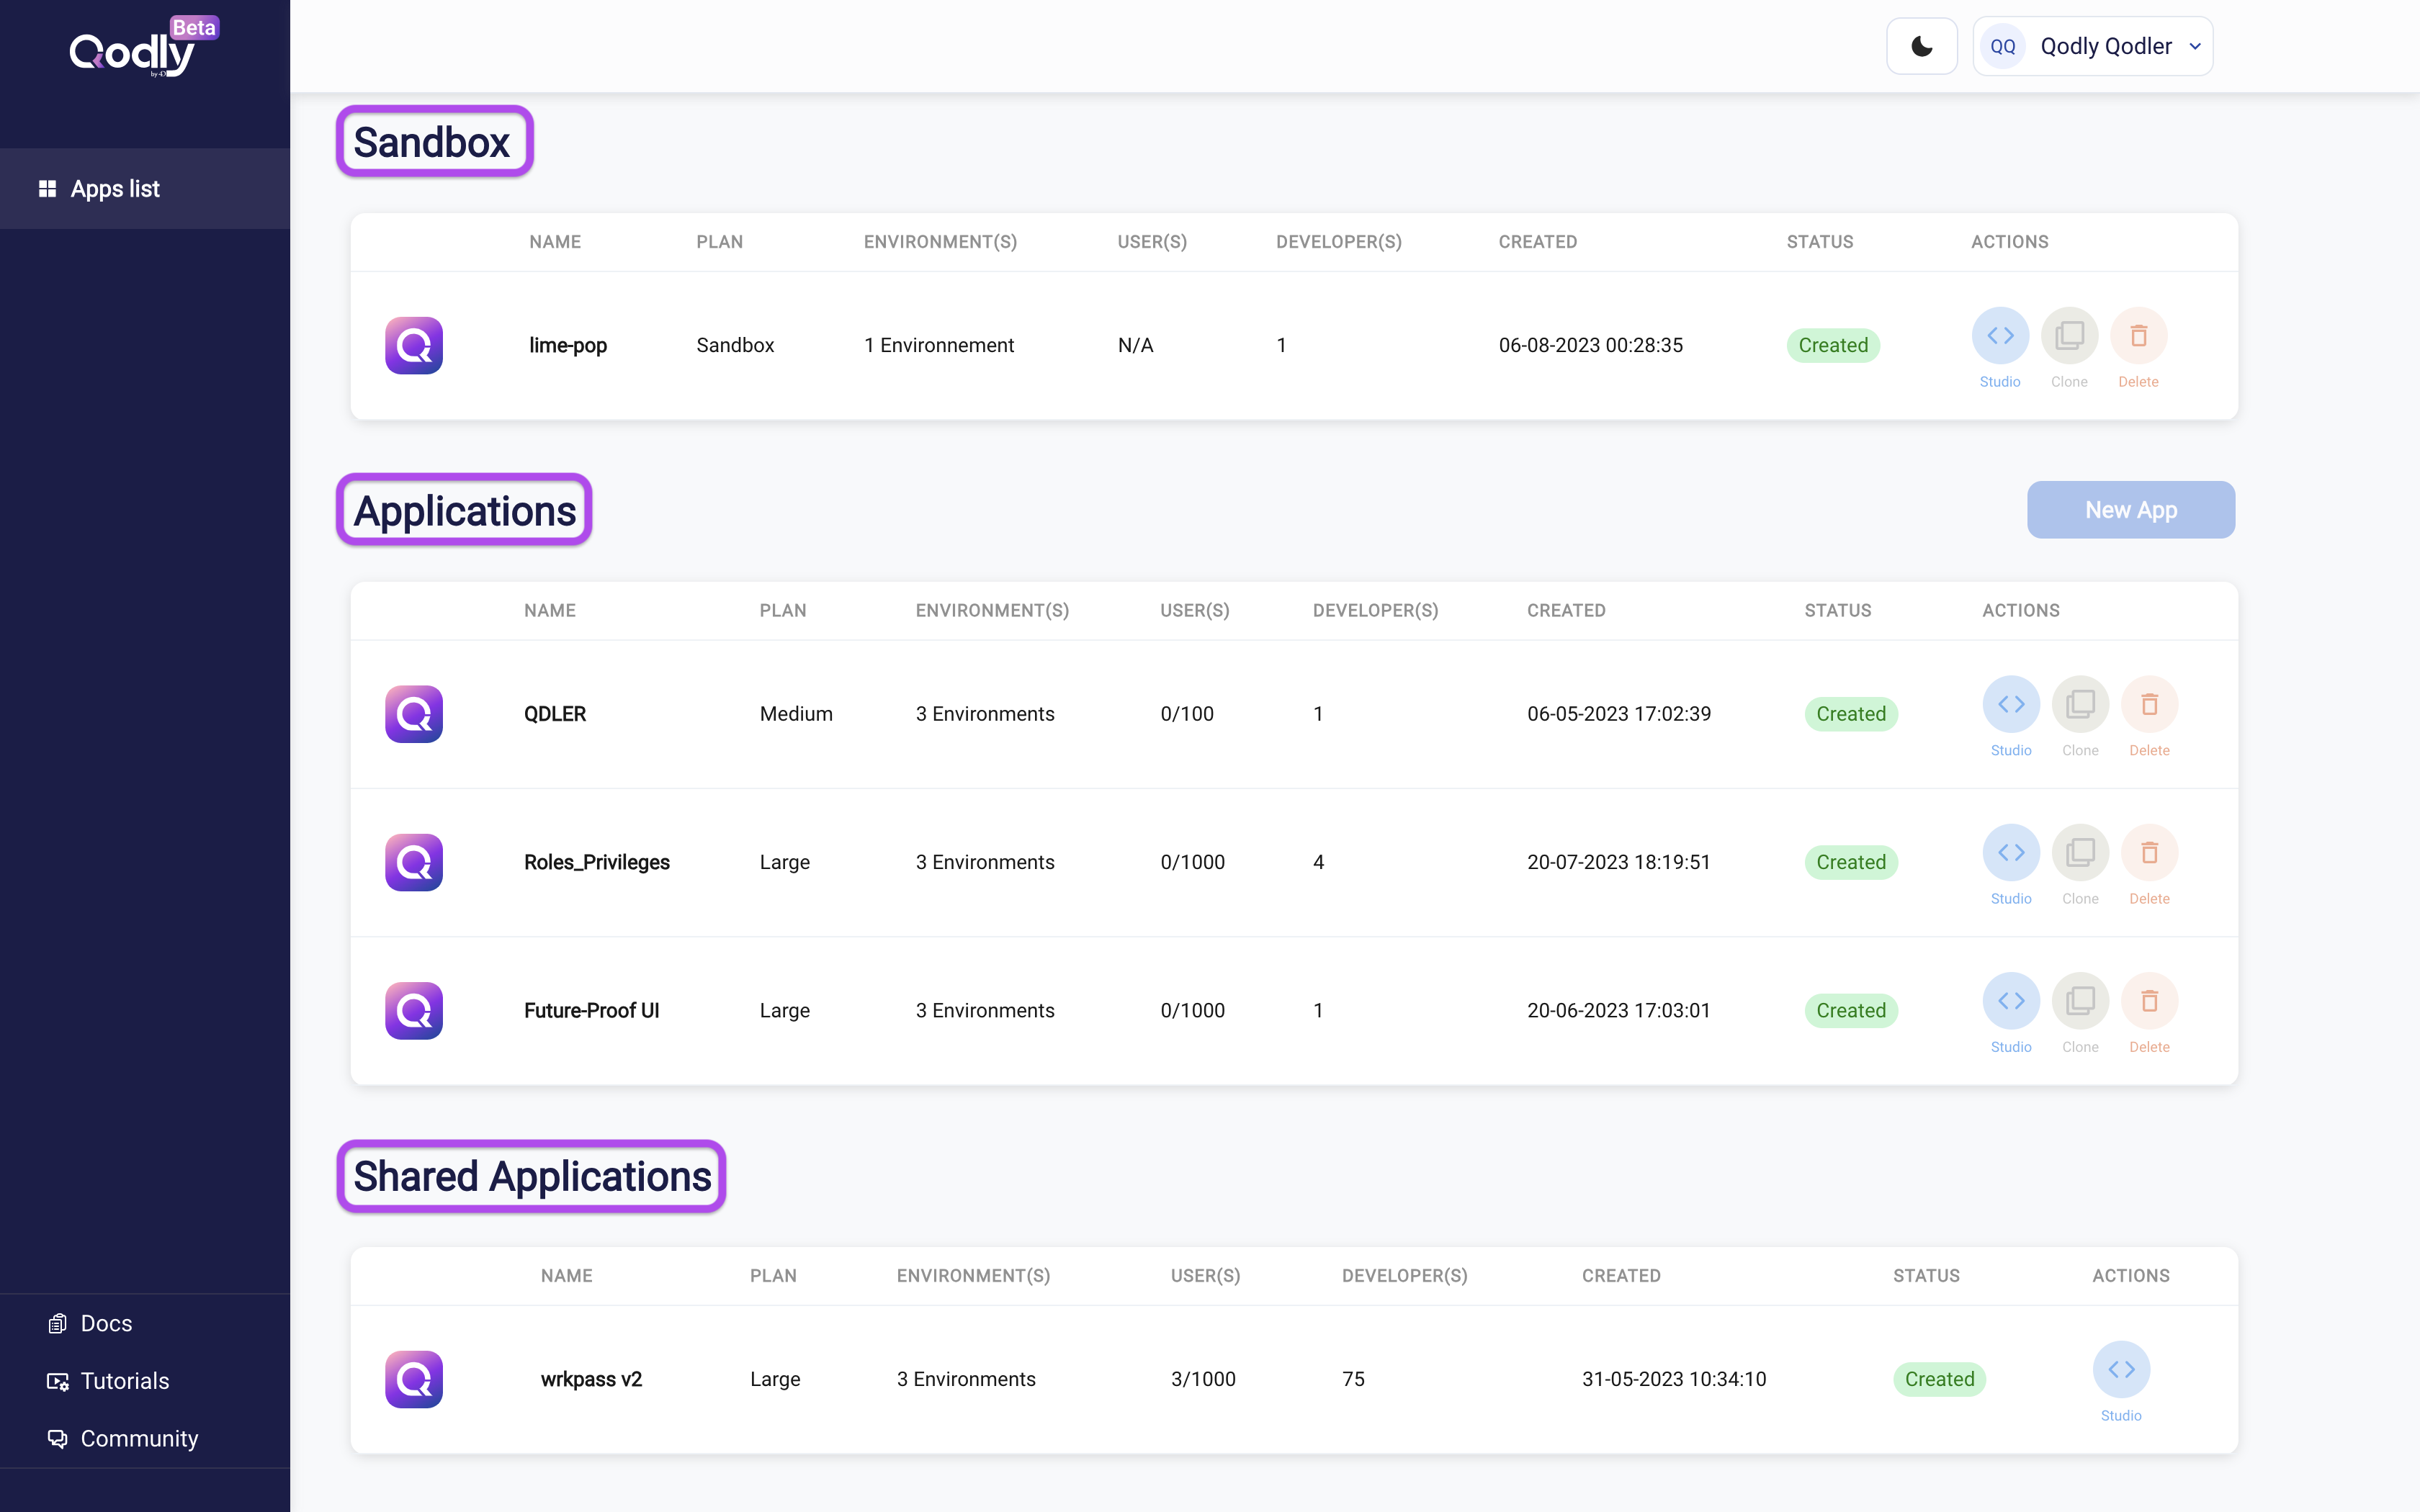 Qodly Beta
by 4D
QQ Qodly Qodler
Apps list
Sandbox
NAME PLAN ENVIRONMENT(S) USER(S) DEVELOPER(S) CREATED STATUS ACTIONS
lime-pop Sandbox 1 Environnement N/A 1 06-08-2023 00:28:35 Created
Studio Clone Delete
Applications
New App
NAME PLAN ENVIRONMENT(S) USER(S) DEVELOPER(S) CREATED STATUS ACTIONS
QDLER Medium 3 Environments 0/100 1 06-05-2023 17:02:39 Created
Studio Clone Delete
Roles_Privileges Large 3 Environments 0/1000 4 20-07-2023 18:19:51 Created
Studio Clone Delete
Future-Proof UI Large 3 Environments 0/1000 1 20-06-2023 17:03:01 Created
Studio Clone Delete
Shared Applications
NAME PLAN ENVIRONMENT(S) USER(S) DEVELOPER(S) CREATED STATUS ACTIONS
wrkpass v2 Large 3 Environments 3/1000 75 31-05-2023 10:34:10 Created
Studio
Docs
Tutorials
Community